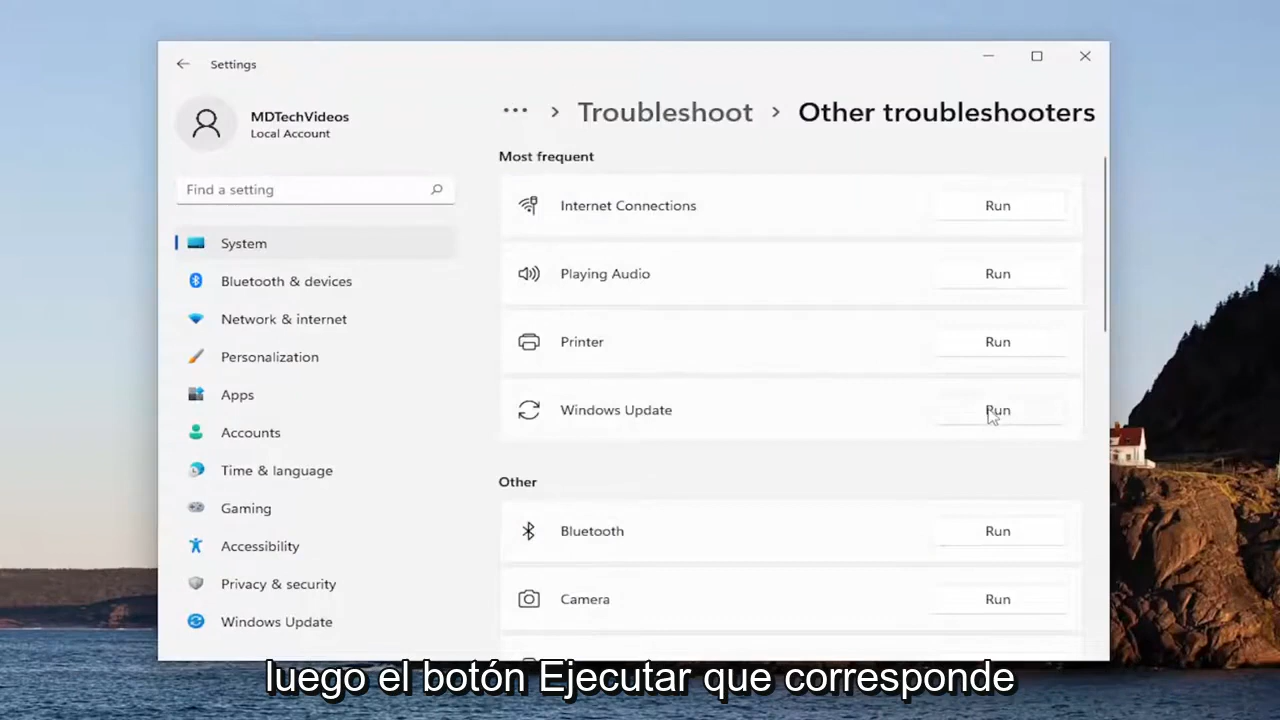 Settings
MDTechVideos
Local Account
Find a setting
System
Bluetooth & devices
Network & internet
Personalization
Apps
Accounts
Time & language
Gaming
Accessibility
Privacy & security
Windows Update
··· > Troubleshoot > Other troubleshooters
Most frequent
Internet Connections Run
Playing Audio Run
Printer Run
Windows Update Run
Other
Bluetooth Run
Camera Run
luego el botón Ejecutar que corresponde